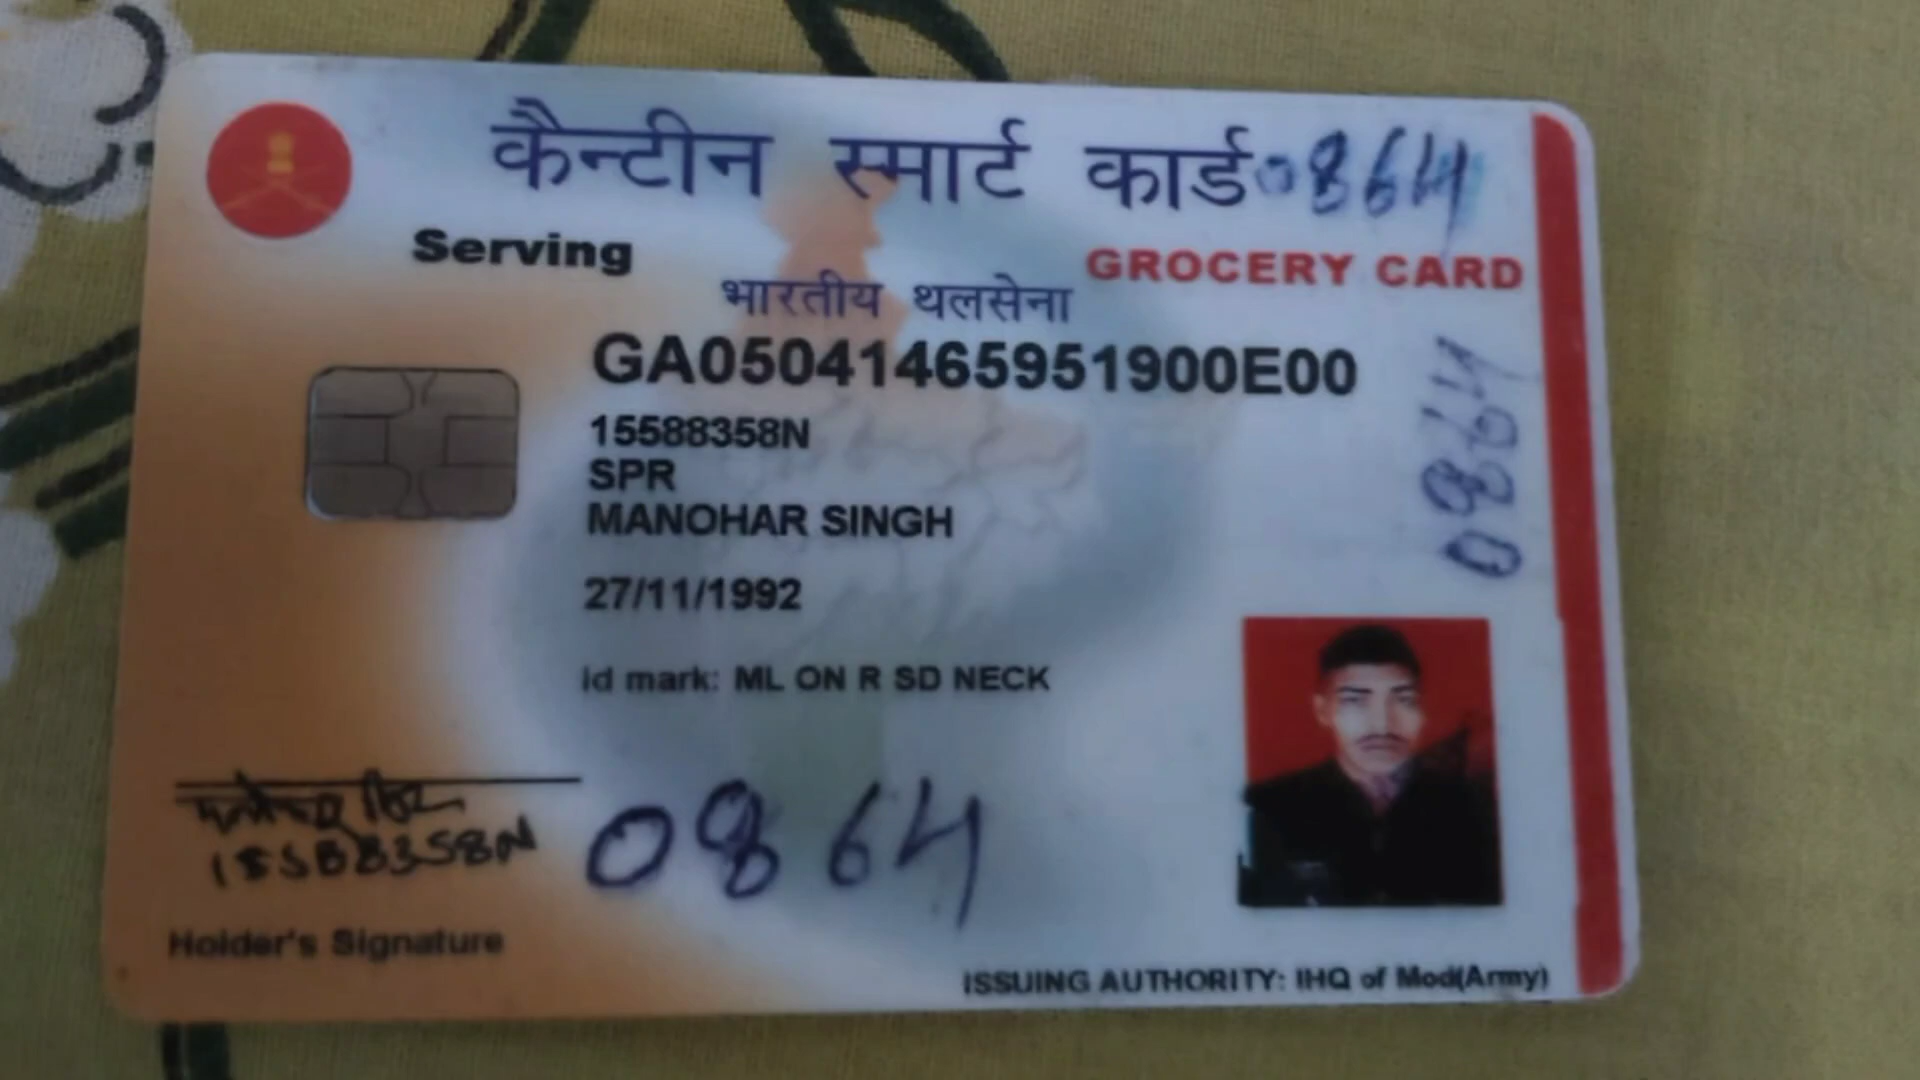 कैन्टीन स्मार्ट कार्ड 0864
Serving
GROCERY CARD
भारतीय थलसेना
GA05041465951900E00
15588358N
SPR
MANOHAR SINGH
27/11/1992
id mark: ML ON R SD NECK
0864
15588358N
0864
Holder's Signature
ISSUING AUTHORITY: IHQ of Mod(Army)